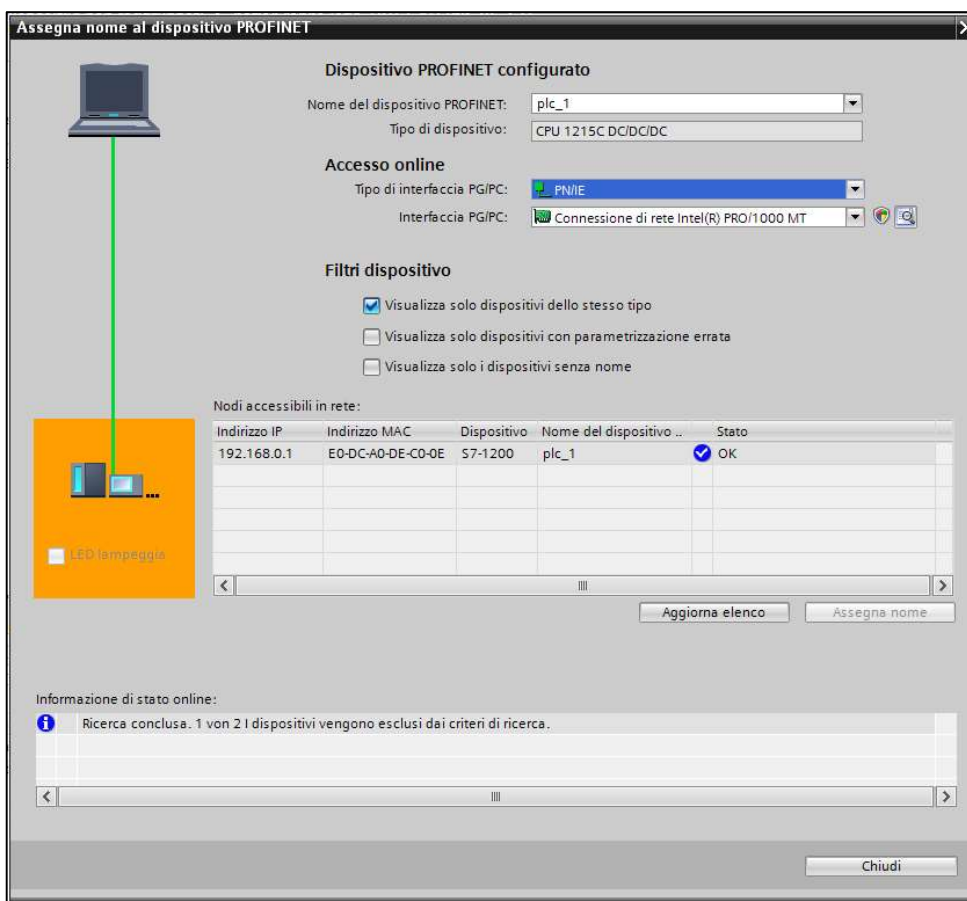 Assegna nome al dispositivo PROFINET
Dispositivo PROFINET configurato
Nome del dispositivo PROFINET: plc_1
Tipo di dispositivo: CPU 1215C DC/DC/DC
Accesso online
Tipo di interfaccia PG/PC: PN/IE
Interfaccia PG/PC: Connessione di rete Intel(R) PRO/1000 MT
Filtri dispositivo
Visualizza solo dispositivi dello stesso tipo
Visualizza solo dispositivi con parametrizzazione errata
Visualizza solo i dispositivi senza nome
Nodi accessibili in rete:
Indirizzo IP Indirizzo MAC Dispositivo Nome del dispositivo .. Stato
192.168.0.1 E0-DC-A0-DE-C0-0E S7-1200 plc_1 OK
LED lampeggia
Aggiorna elenco Assegna nome
Informazione di stato online:
Ricerca conclusa. 1 von 2 I dispositivi vengono esclusi dai criteri di ricerca.
Chiudi